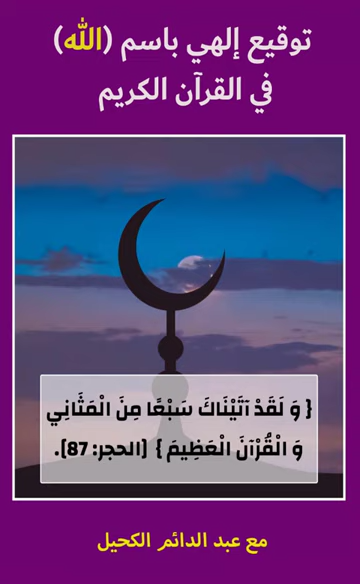 توقيع إلهي باسم (الله)
في القرآن الكريم
{ وَ لَقَدْ آتَيْنَاكَ سَبْعًا مِنَ الْمَثَانِي
وَ الْقُرْآنَ الْعَظِيمَ } (الحجر: 87).
مع عبد الدائم الكحيل